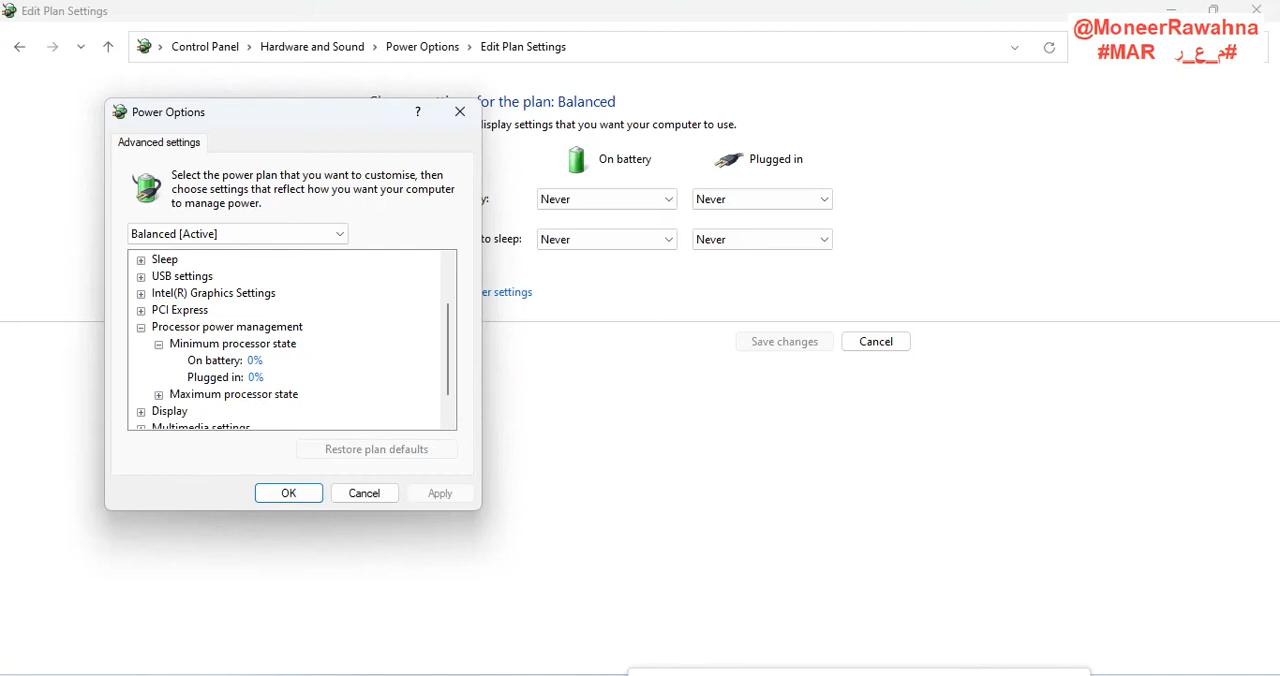 Edit Plan Settings
@MoneerRawahna
#MAR #م_ع_ر
Control Panel > Hardware and Sound > Power Options > Edit Plan Settings
for the plan: Balanced
display settings that you want your computer to use.
On battery
Plugged in
y:
Never
Never
to sleep:
Never
Never
er settings
Save changes
Cancel
Power Options
?
Advanced settings
Select the power plan that you want to customise, then
choose settings that reflect how you want your computer
to manage power.
Balanced [Active]
Sleep
USB settings
Intel(R) Graphics Settings
PCI Express
Processor power management
Minimum processor state
On battery: 0%
Plugged in: 0%
Maximum processor state
Display
Multimedia settings
Restore plan defaults
OK
Cancel
Apply